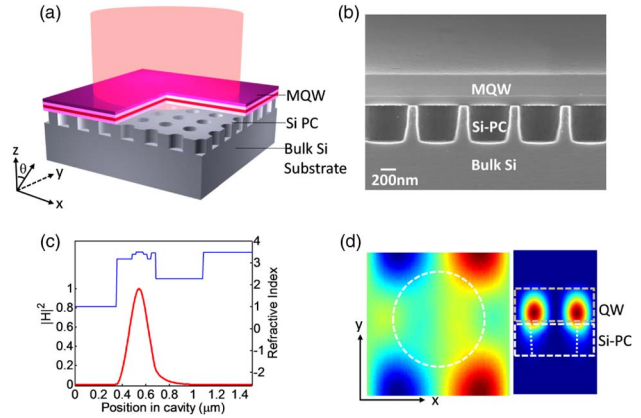 (a)
MQW
Si PC
Bulk Si
Substrate
z
θ
y
x
(b)
MQW
Si-PC
200nm
Bulk Si
(c)
|H|²
1
0.8
0.6
0.4
0.2
0
0 0.2 0.4 0.6 0.8 1.0 1.2 1.5
Position in cavity (μm)
4
3
2
1
0
-1
-2
Refractive Index
(d)
y
x
QW
Si-PC